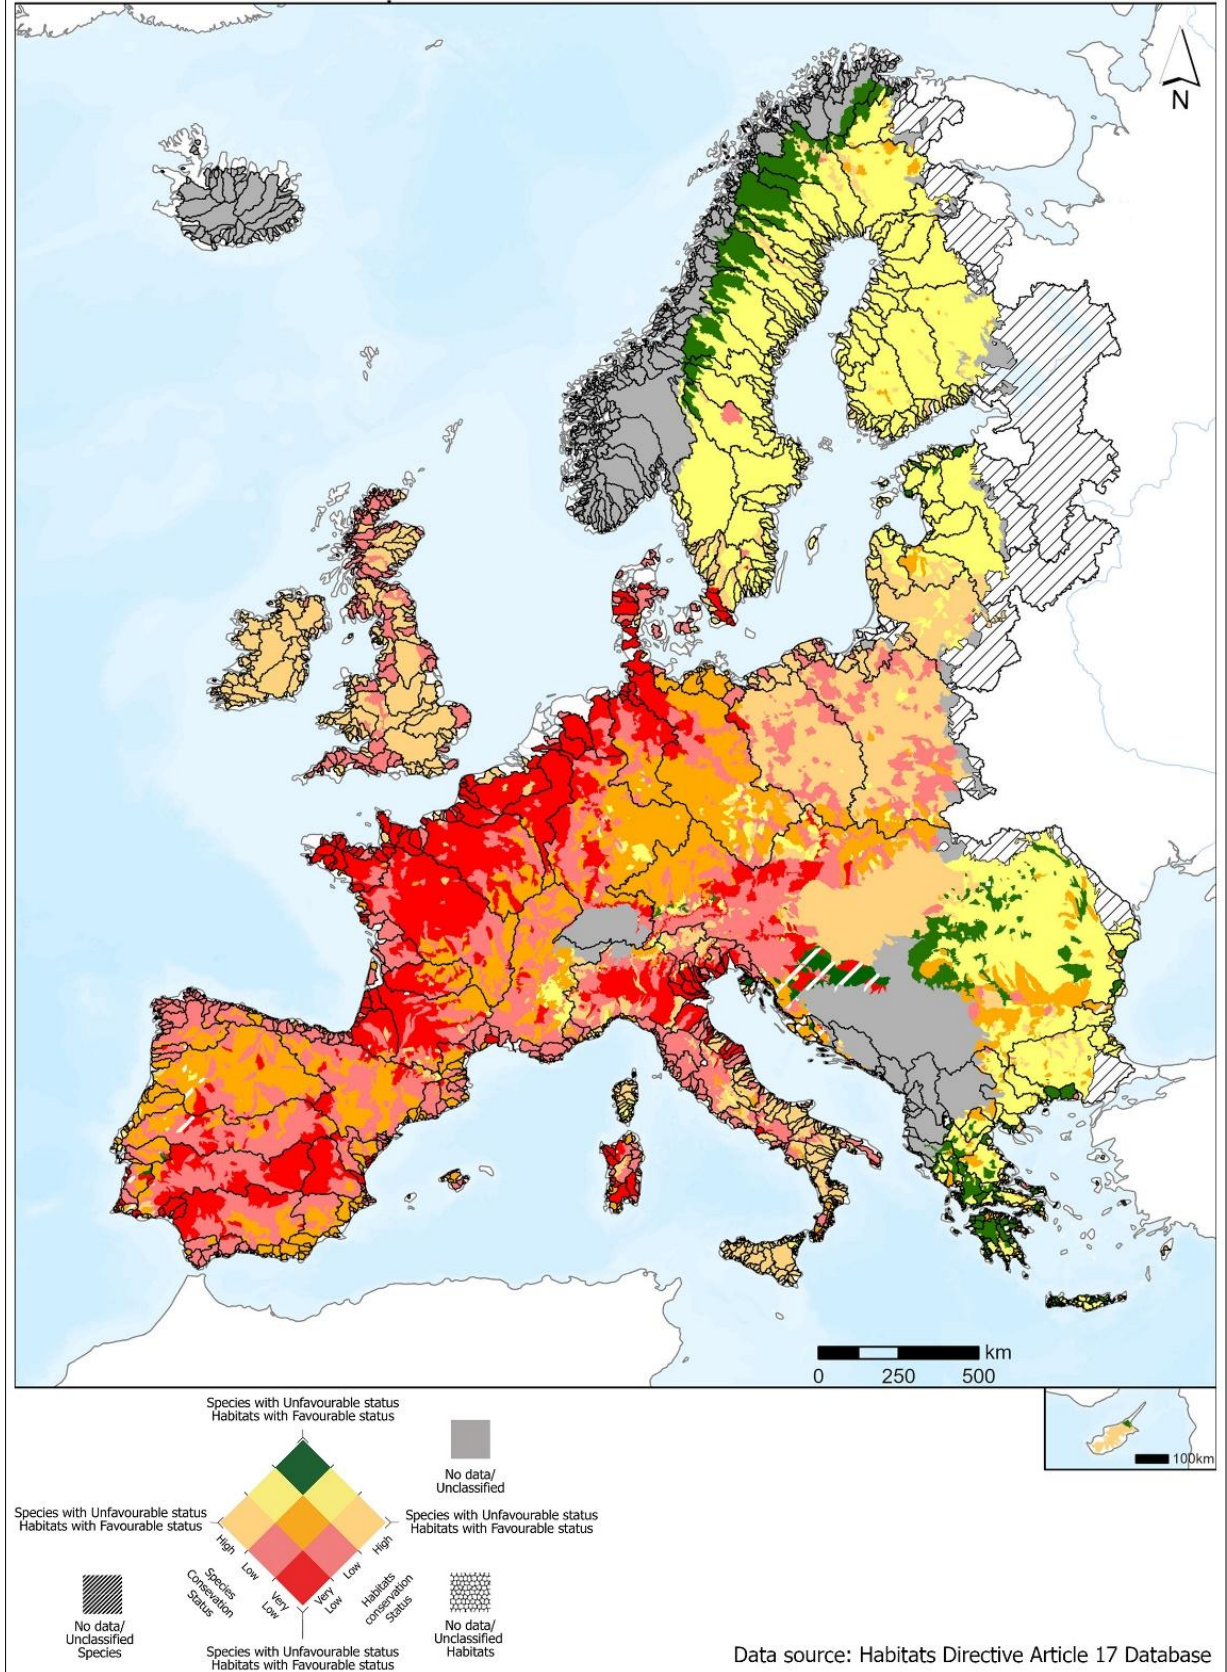 N
km
0 250 500
100km
Species with Unfavourable status
Habitats with Favourable status
No data/
Unclassified
Species with Unfavourable status
Habitats with Favourable status
Species with Unfavourable status
Habitats with Favourable status
High
Low
Very
Low
Species
Consevation
Status
High
Low
Very
Low
Habitats
conservation
Status
No data/
Unclassified
Species
Species with Unfavourable status
Habitats with Favourable status
No data/
Unclassified
Habitats
Data source: Habitats Directive Article 17 Database